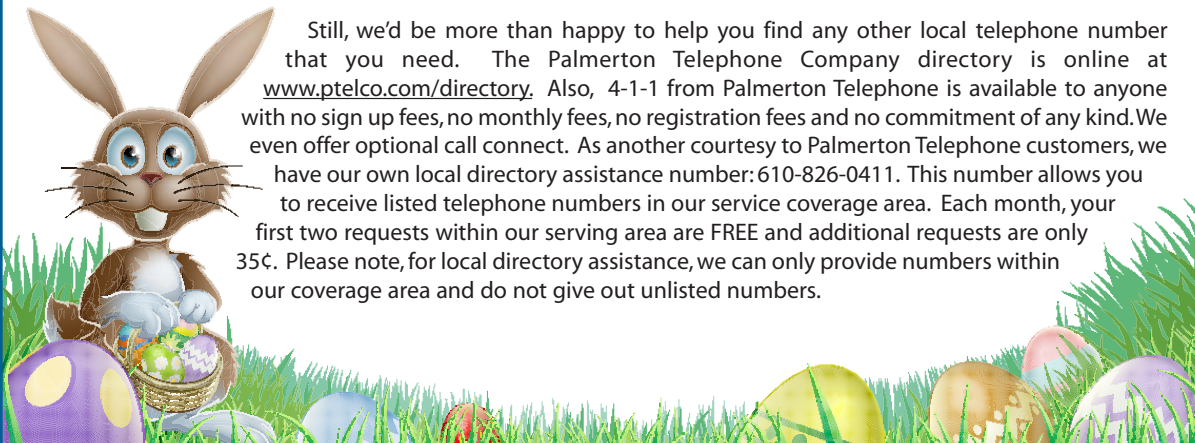 Still, we'd be more than happy to help you find any other local telephone number
that you need. The Palmerton Telephone Company directory is online at
www.ptelco.com/directory. Also, 4-1-1 from Palmerton Telephone is available to anyone
with no sign up fees, no monthly fees, no registration fees and no commitment of any kind. We
even offer optional call connect. As another courtesy to Palmerton Telephone customers, we
have our own local directory assistance number: 610-826-0411. This number allows you
to receive listed telephone numbers in our service coverage area. Each month, your
first two requests within our serving area are FREE and additional requests are only
35¢. Please note, for local directory assistance, we can only provide numbers within
our coverage area and do not give out unlisted numbers.